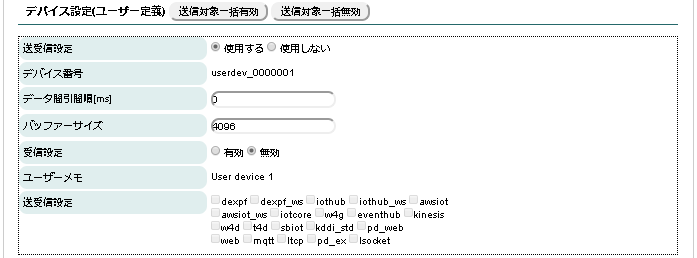 デバイス設定(ユーザー定義) 送信対象一括有効 送信対象一括無効
送受信設定 使用する 使用しない
デバイス番号 userdev_0000001
データ間引間隔[ms] 0
バッファーサイズ 4096
受信設定 有効 無効
ユーザーメモ User device 1
送受信設定 dexpf dexpf_ws iothub iothub_ws awsiot
awsiot_ws iotcore w4g eventhub kinesis
w4d t4d sbiot kddi_std pd_web
web mqtt ltcp pd_ex lsocket